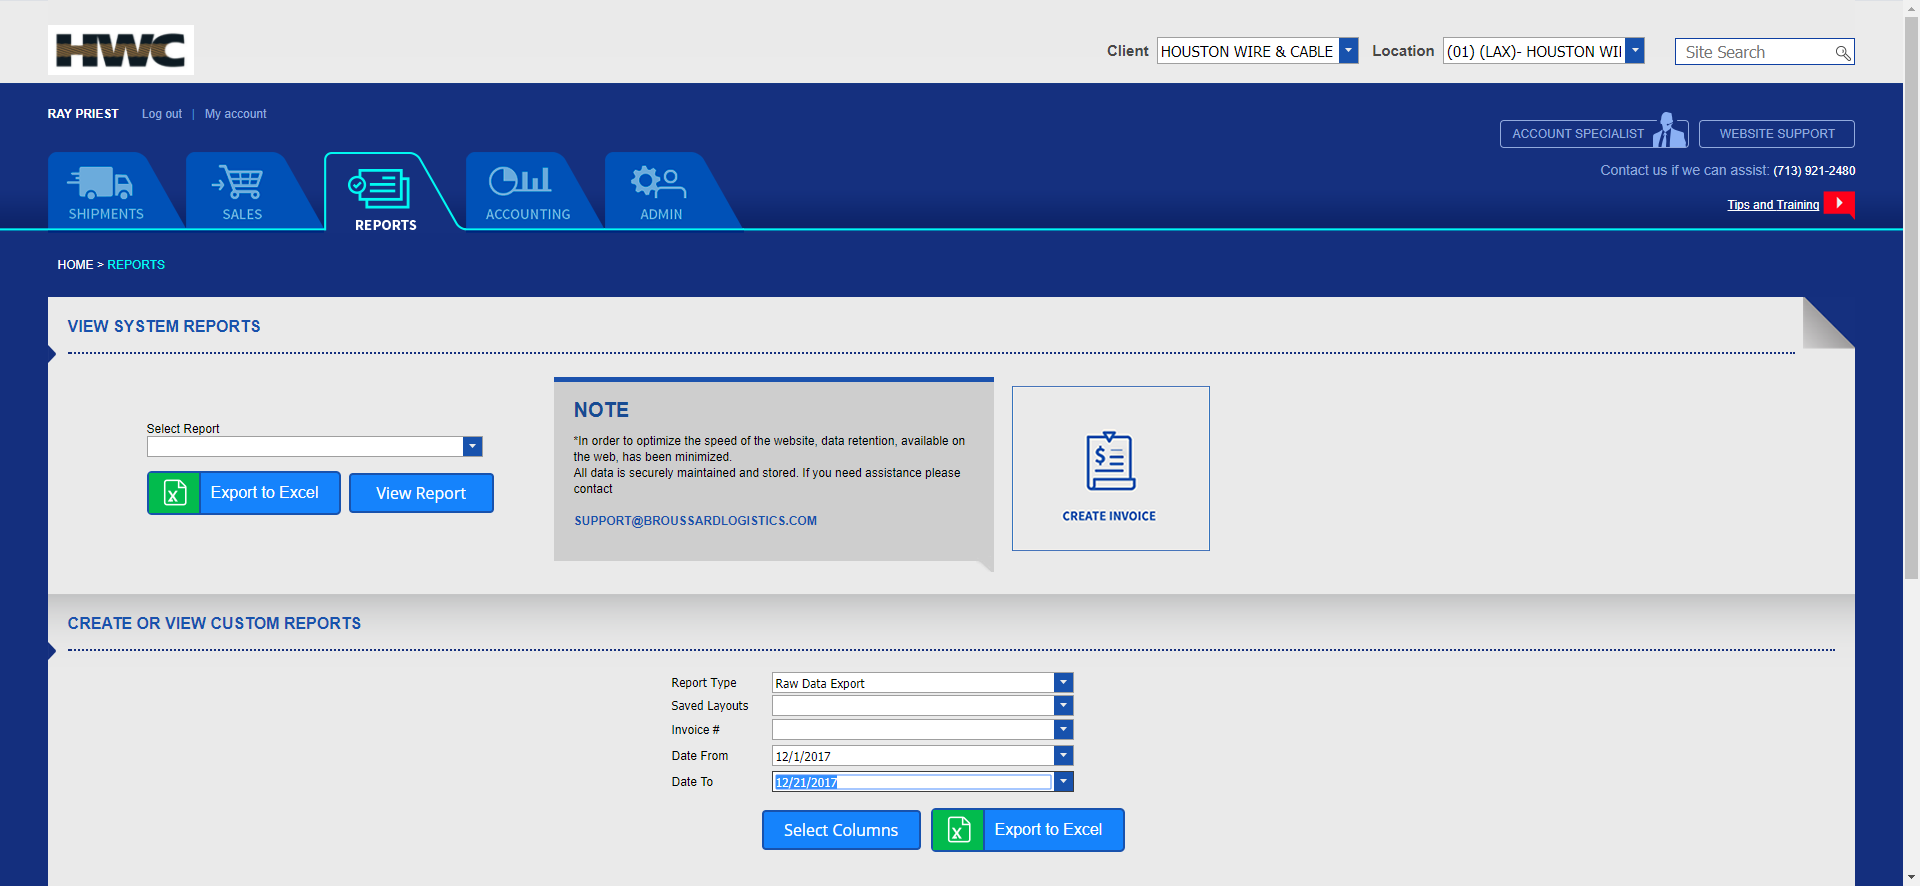 HWC
Client HOUSTON WIRE & CABLE Location (01) (LAX)- HOUSTON WII Site Search
RAY PRIEST Log out | My account
ACCOUNT SPECIALIST WEBSITE SUPPORT
Contact us if we can assist: (713) 921-2480
Tips and Training
SHIPMENTS SALES REPORTS ACCOUNTING ADMIN
HOME > REPORTS
VIEW SYSTEM REPORTS
Select Report
Export to Excel View Report
NOTE
*In order to optimize the speed of the website, data retention, available on
the web, has been minimized.
All data is securely maintained and stored. If you need assistance please
contact
SUPPORT@BROUSSARDLOGISTICS.COM
CREATE INVOICE
CREATE OR VIEW CUSTOM REPORTS
Report Type Raw Data Export
Saved Layouts
Invoice #
Date From 12/1/2017
Date To 12/21/2017
Select Columns Export to Excel